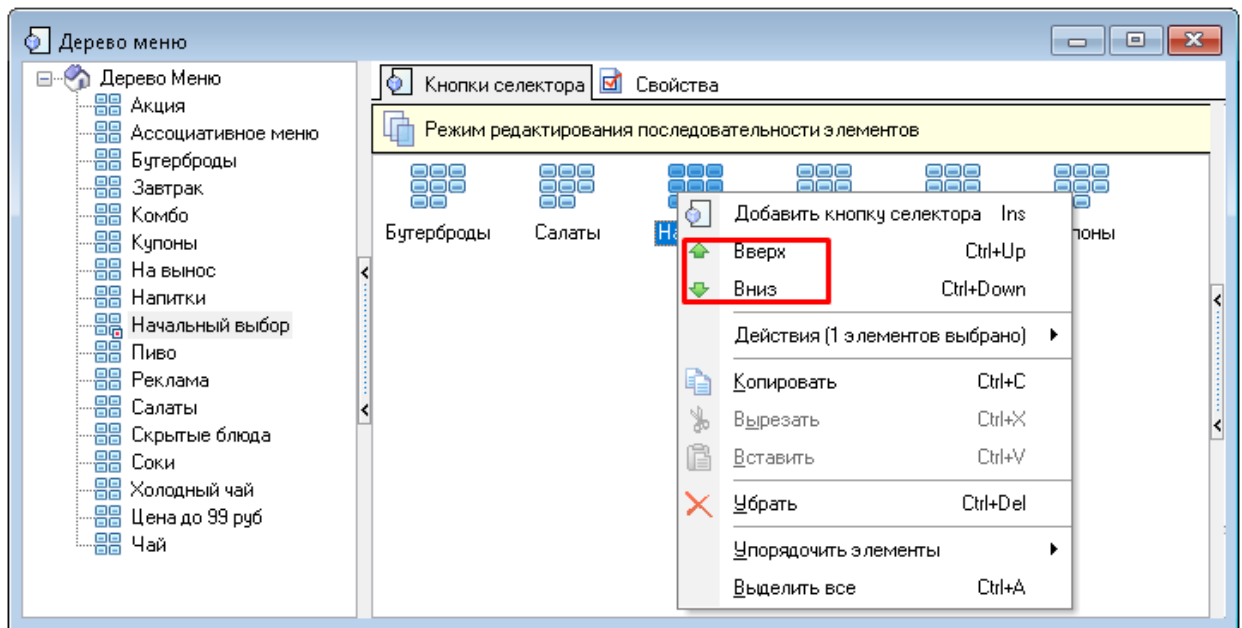 Дерево меню
Дерево Меню
Акция
Ассоциативное меню
Бутерброды
Завтрак
Комбо
Купоны
На вынос
Напитки
Начальный выбор
Пиво
Реклама
Салаты
Скрытые блюда
Соки
Холодный чай
Цена до 99 руб
Чай
Кнопки селектора Свойства
Режим редактирования последовательности элементов
Бутерброды Салаты
Добавить кнопку селектора Ins
Вверх Ctrl+Up
Вниз Ctrl+Down
Действия (1 элементов выбрано)
Копировать Ctrl+C
Вырезать Ctrl+X
Вставить Ctrl+V
Убрать Ctrl+Del
Упорядочить элементы
Выделить все Ctrl+A